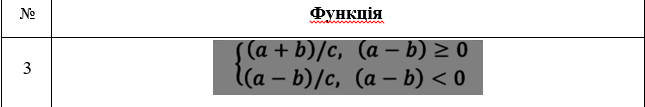 № Функція
3 (a + b)/c, (a − b) ≥ 0
(a − b)/c, (a − b) < 0